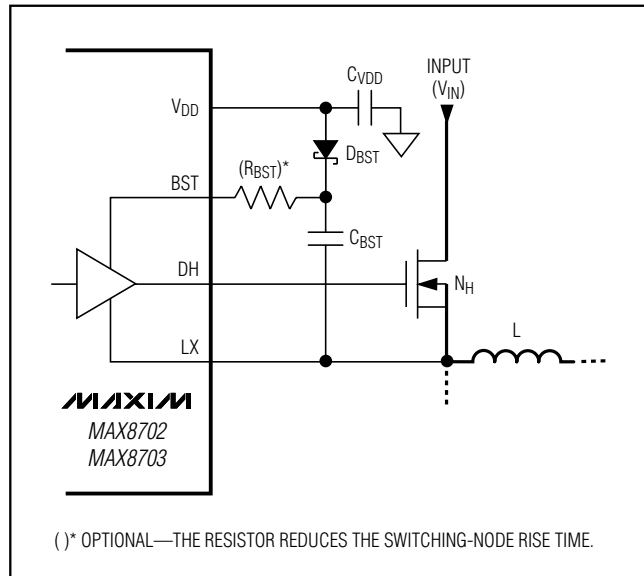 CVDD
INPUT
(VIN)
VDD
DBST
(RBST)*
BST
CBST
DH
NH
L
LX
MAXIM
MAX8702
MAX8703
( )* OPTIONAL—THE RESISTOR REDUCES THE SWITCHING-NODE RISE TIME.